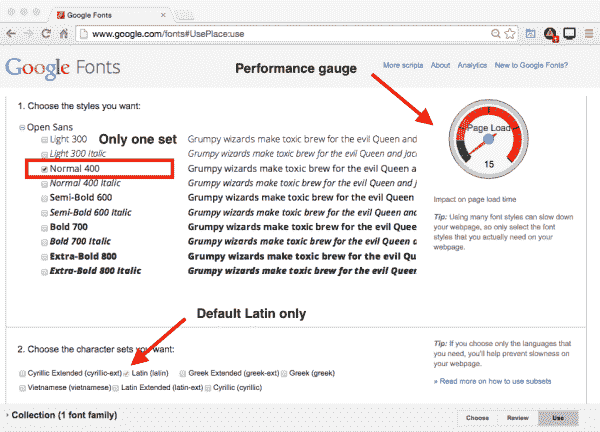 Google Fonts
www.google.com/fonts#UsePlace:use
Google Fonts
Performance gauge
More scripts About Analytics New to Google Fonts?
1. Choose the styles you want:
Open Sans
Only one set
Light 300 Grumpy wizards make toxic brew for the evil Queen and
Light 300 Italic Grumpy wizards make toxic brew for the evil Queen and jac
Normal 400 Grumpy wizards make toxic brew for the evil Queen and
Normal 400 Italic Grumpy wizards make toxic brew for the evil Queen and j
Semi-Bold 600 Grumpy wizards make toxic brew for the evil Queen a
Semi-Bold 600 Italic Grumpy wizards make toxic brew for the evil Queen and
Bold 700 Grumpy wizards make toxic brew for the evil Queen
Bold 700 Italic Grumpy wizards make toxic brew for the evil Queen a
Extra-Bold 800 Grumpy wizards make toxic brew for the evil
Extra-Bold 800 Italic Grumpy wizards make toxic brew for the evil Quee
Page Load
15
Impact on page load time
Tip: Using many font styles can slow down
your webpage, so only select the font
styles that you actually need on your
webpage.
Default Latin only
2. Choose the character sets you want:
Cyrillic Extended (cyrillic-ext) Latin (latin) Greek Extended (greek-ext) Greek (greek)
Vietnamese (vietnamese) Latin Extended (latin-ext) Cyrillic (cyrillic)
Tip: If you choose only the languages that
you need, you'll help prevent slowness on
your webpage.
» Read more on how to use subsets
Collection (1 font family)
Choose Review Use